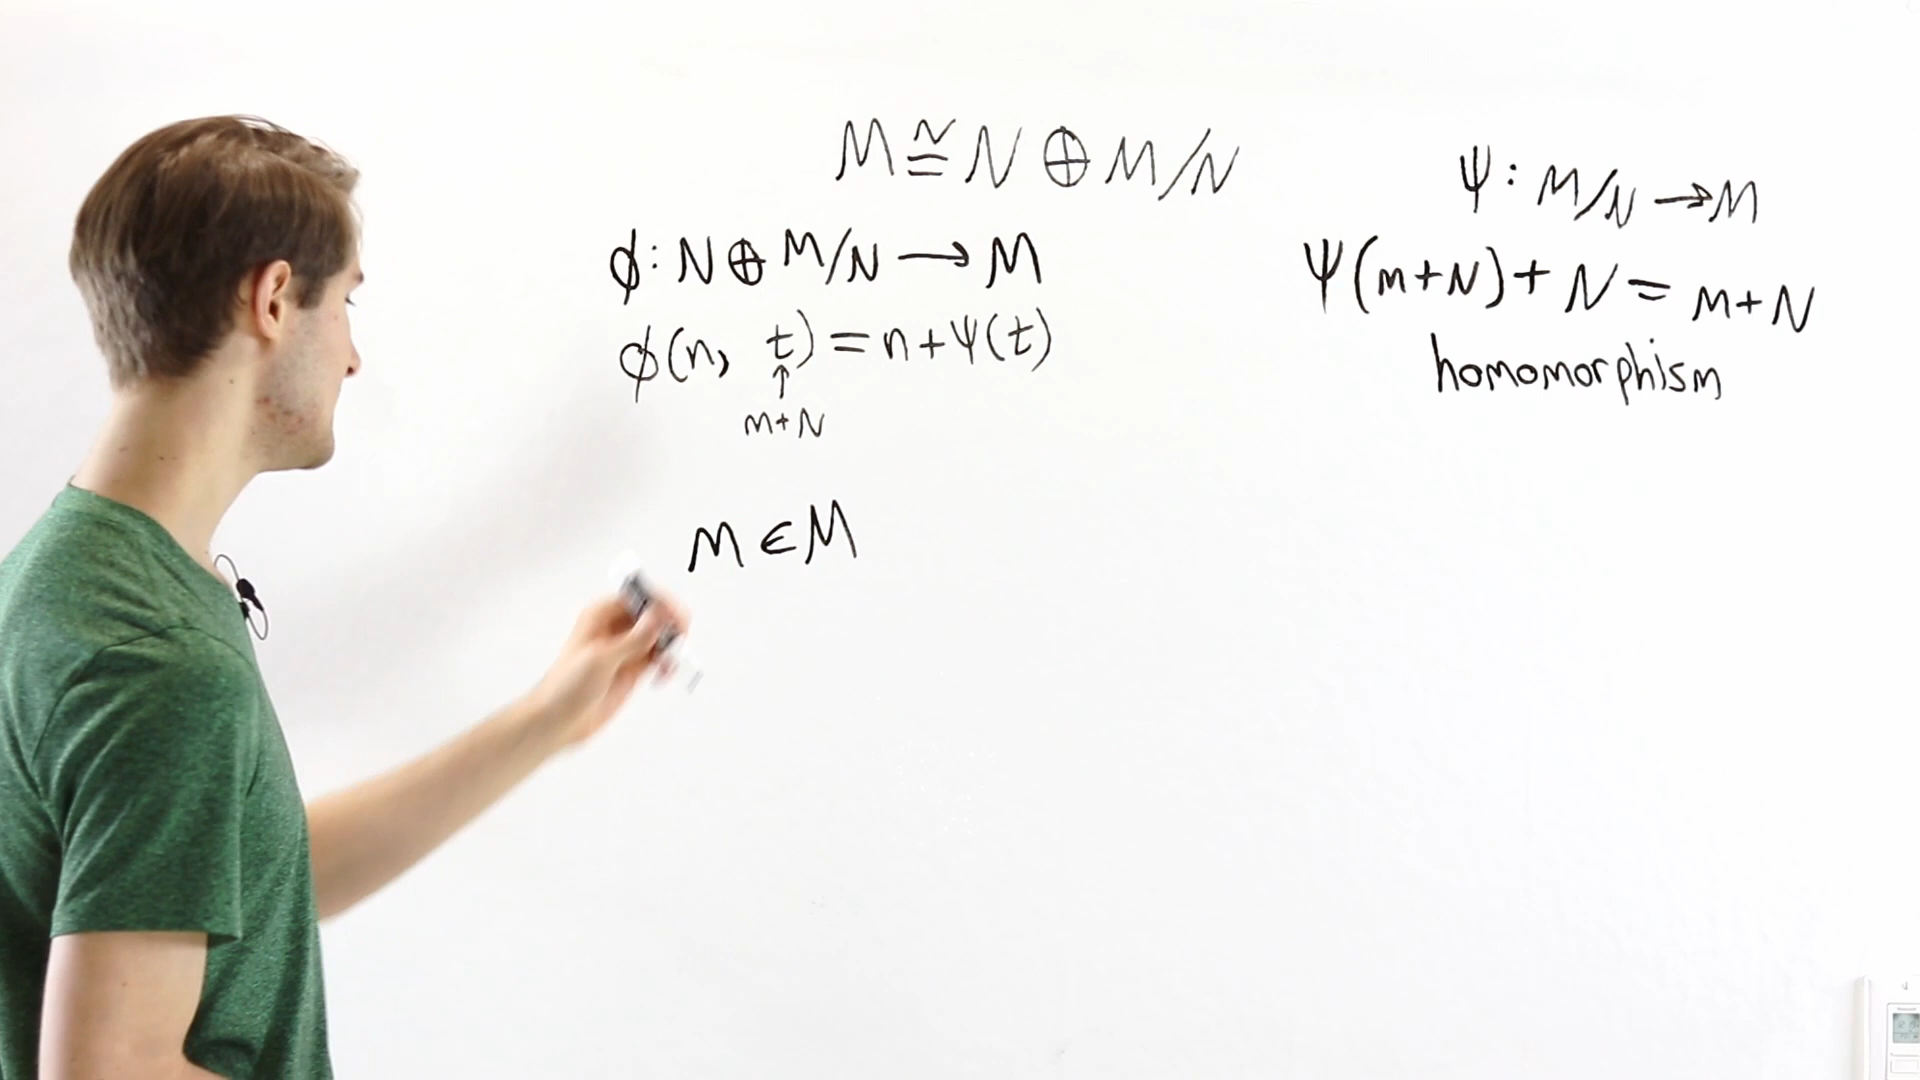 M ≅ N ⊕ M/N
ϕ: N ⊕ M/N → M
ϕ(n, t) = n + Ψ(t)
↑
m+N
m ∈ M
Ψ: M/N → M
Ψ(m+N) + N = m+N
homomorphism